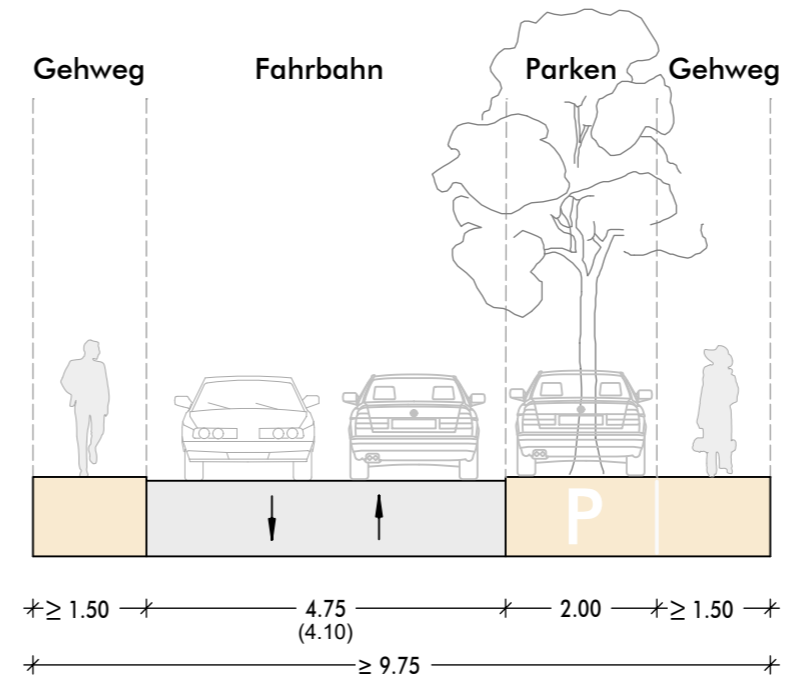 Gehweg Fahrbahn Parken Gehweg
P
≥ 1.50 4.75 2.00 ≥ 1.50
(4.10)
≥ 9.75